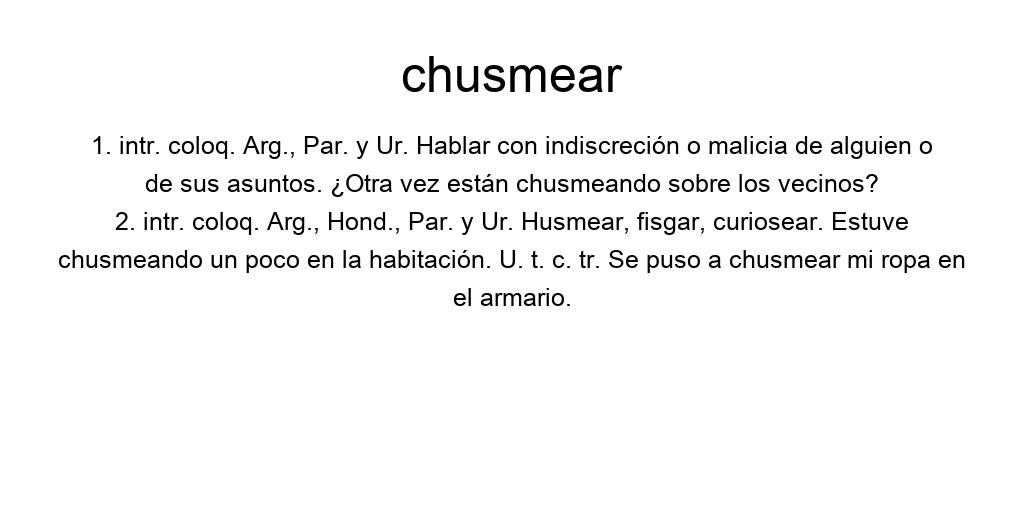 chusmear
1. intr. coloq. Arg., Par. y Ur. Hablar con indiscreción o malicia de alguien o
de sus asuntos. ¿Otra vez están chusmeando sobre los vecinos?
2. intr. coloq. Arg., Hond., Par. y Ur. Husmear, fisgar, curiosear. Estuve
chusmeando un poco en la habitación. U. t. c. tr. Se puso a chusmear mi ropa en
el armario.